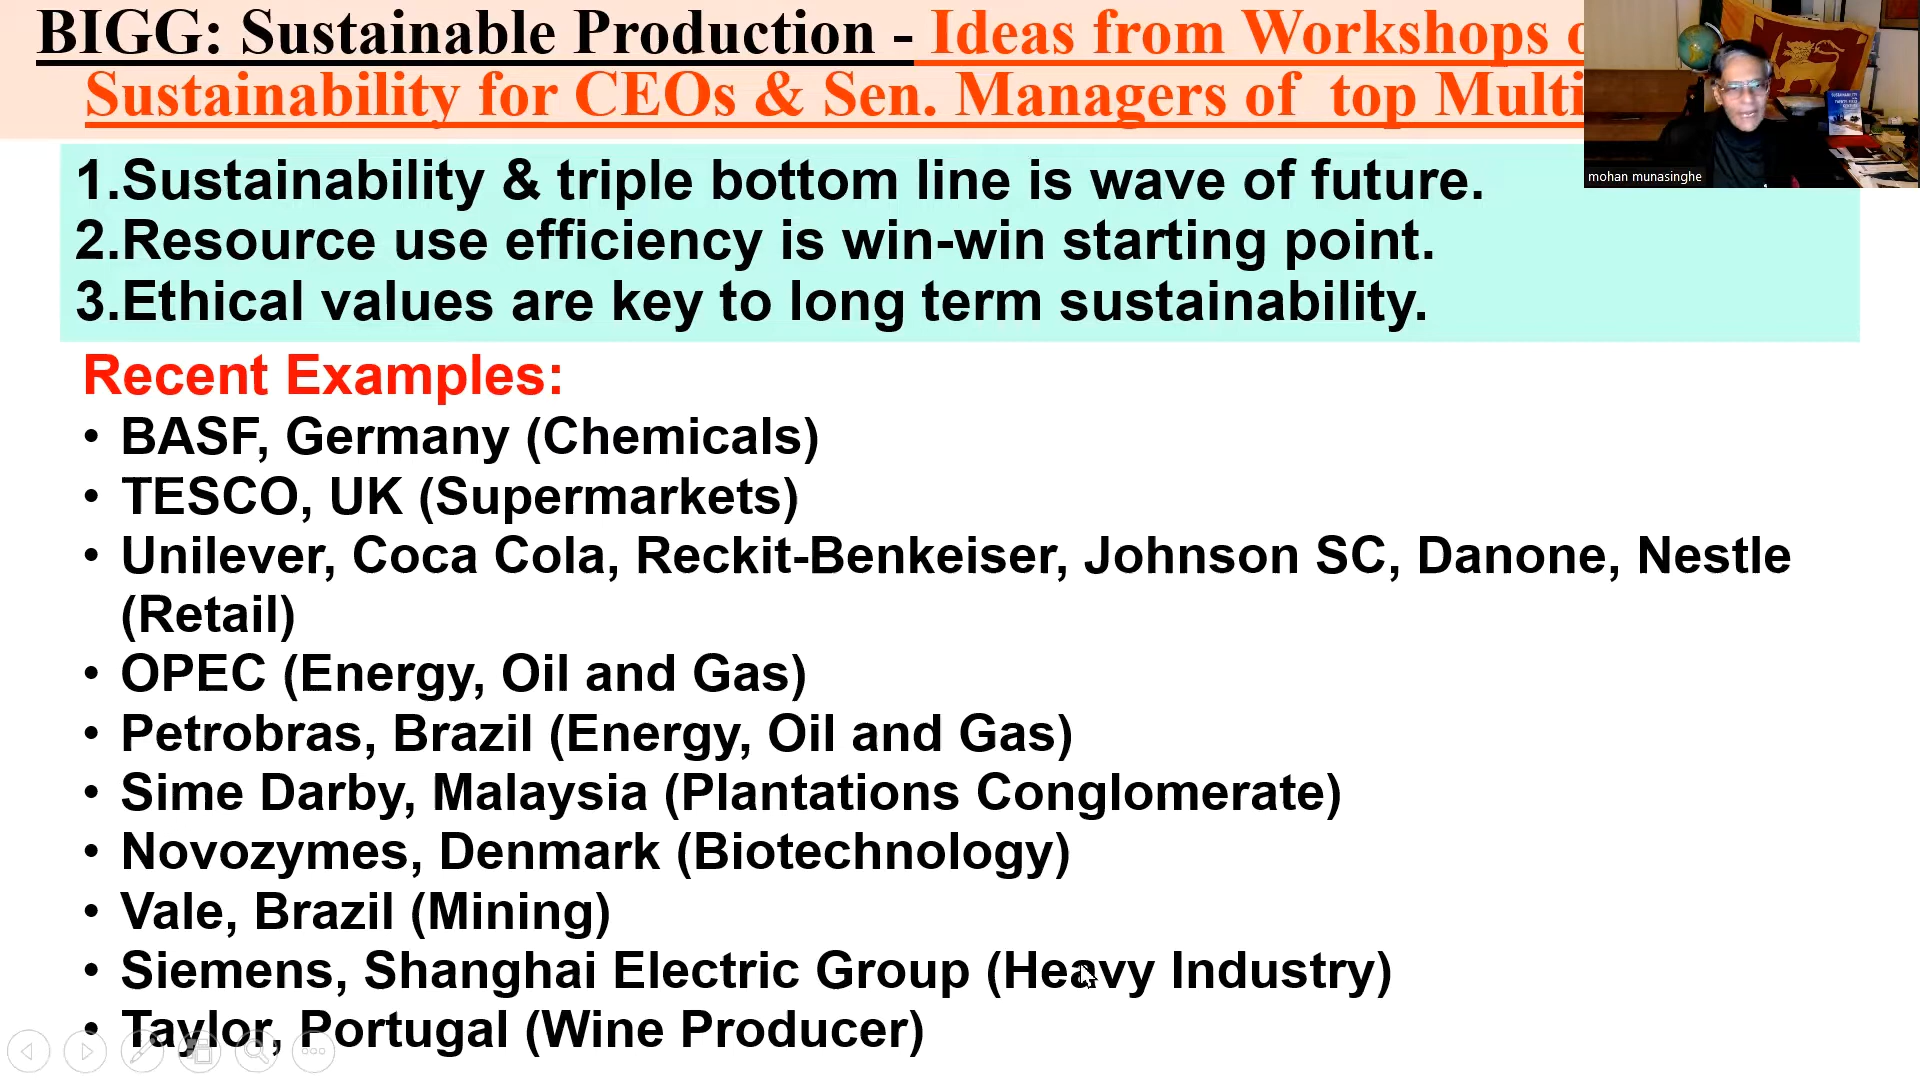 BIGG: Sustainable Production - Ideas from Workshops
Sustainability for CEOs & Sen. Managers of top Multi
mohan munasinghe
1.Sustainability & triple bottom line is wave of future.
2.Resource use efficiency is win-win starting point.
3.Ethical values are key to long term sustainability.
Recent Examples:
• BASF, Germany (Chemicals)
• TESCO, UK (Supermarkets)
• Unilever, Coca Cola, Reckit-Benkeiser, Johnson SC, Danone, Nestle
(Retail)
• OPEC (Energy, Oil and Gas)
• Petrobras, Brazil (Energy, Oil and Gas)
• Sime Darby, Malaysia (Plantations Conglomerate)
• Novozymes, Denmark (Biotechnology)
• Vale, Brazil (Mining)
• Siemens, Shanghai Electric Group (Heavy Industry)
• Taylor, Portugal (Wine Producer)